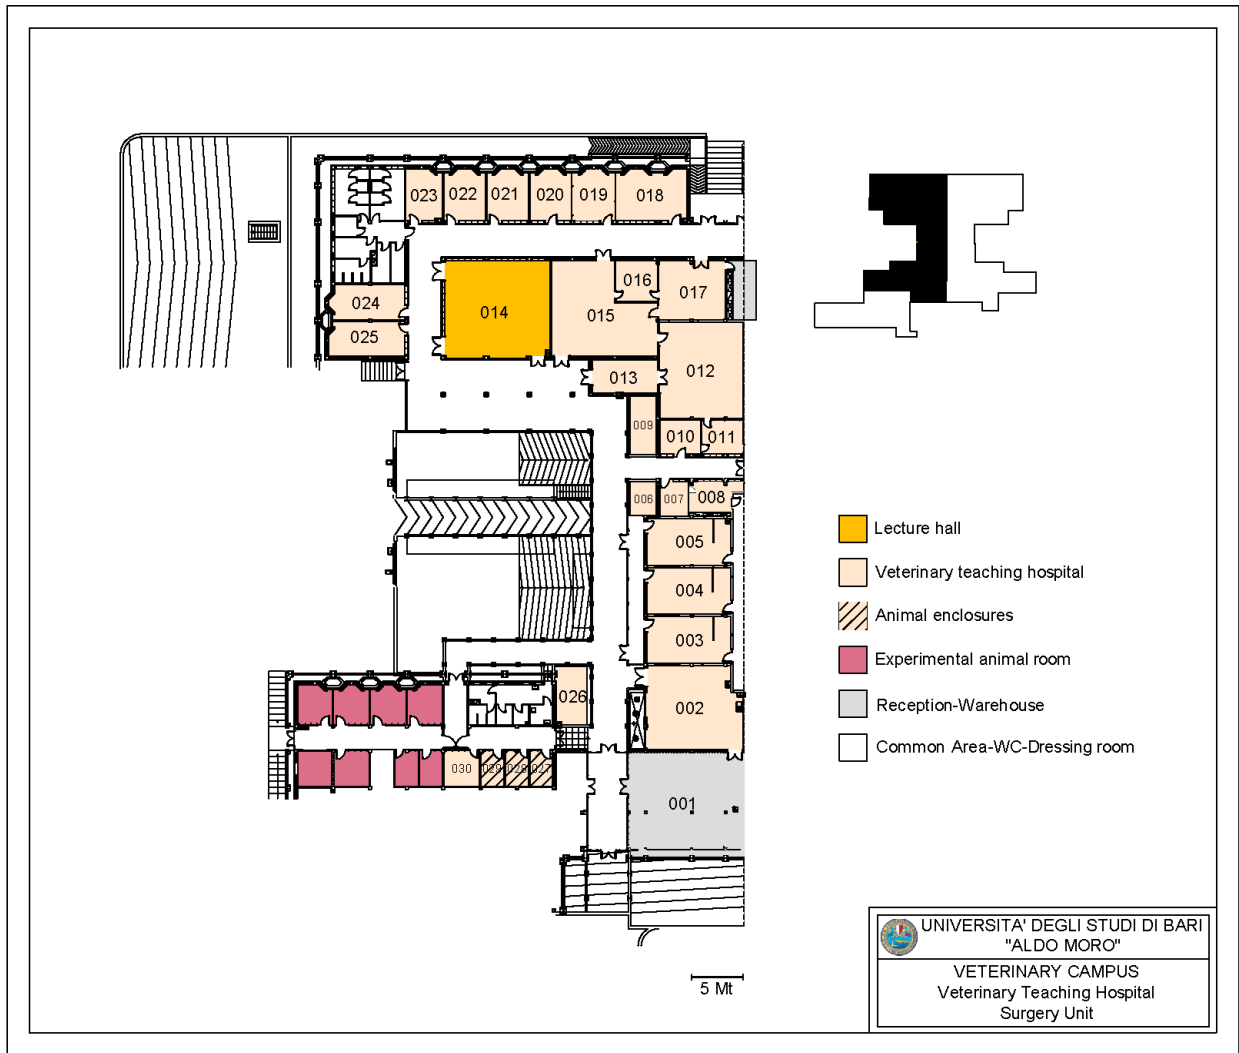 023
022
021
020
019
018
016
017
014
015
024
025
013
012
009
010
011
006
007
008
005
004
003
026
002
030
029
028
027
001
Lecture hall
Veterinary teaching hospital
Animal enclosures
Experimental animal room
Reception-Warehouse
Common Area-WC-Dressing room
5 Mt
UNIVERSITA' DEGLI STUDI DI BARI
"ALDO MORO"
VETERINARY CAMPUS
Veterinary Teaching Hospital
Surgery Unit